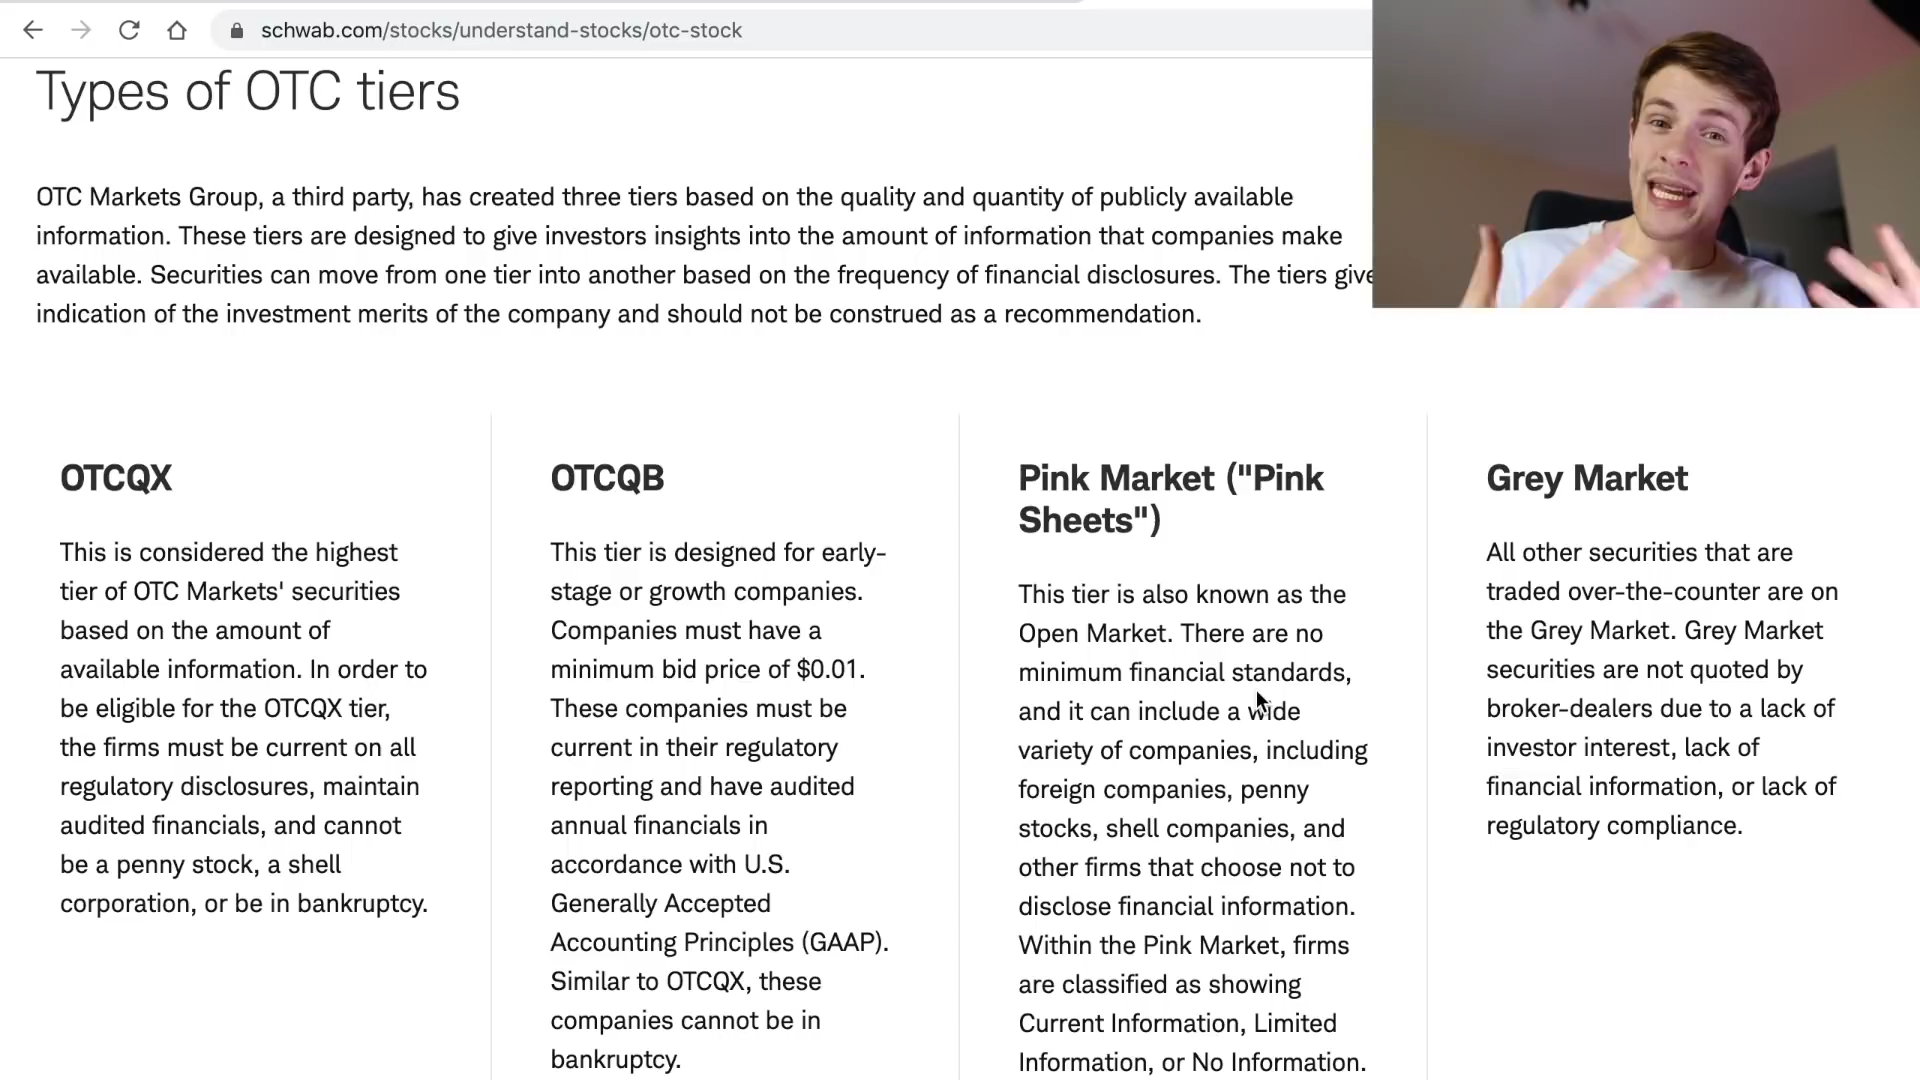 schwab.com/stocks/understand-stocks/otc-stock
Types of OTC tiers
OTC Markets Group, a third party, has created three tiers based on the quality and quantity of publicly available
information. These tiers are designed to give investors insights into the amount of information that companies make
available. Securities can move from one tier into another based on the frequency of financial disclosures. The tiers give
indication of the investment merits of the company and should not be construed as a recommendation.
OTCQX
This is considered the highest
tier of OTC Markets' securities
based on the amount of
available information. In order to
be eligible for the OTCQX tier,
the firms must be current on all
regulatory disclosures, maintain
audited financials, and cannot
be a penny stock, a shell
corporation, or be in bankruptcy.
OTCQB
This tier is designed for early-
stage or growth companies.
Companies must have a
minimum bid price of $0.01.
These companies must be
current in their regulatory
reporting and have audited
annual financials in
accordance with U.S.
Generally Accepted
Accounting Principles (GAAP).
Similar to OTCQX, these
companies cannot be in
bankruptcy.
Pink Market ("Pink
Sheets")
This tier is also known as the
Open Market. There are no
minimum financial standards,
and it can include a wide
variety of companies, including
foreign companies, penny
stocks, shell companies, and
other firms that choose not to
disclose financial information.
Within the Pink Market, firms
are classified as showing
Current Information, Limited
Information, or No Information.
Grey Market
All other securities that are
traded over-the-counter are on
the Grey Market. Grey Market
securities are not quoted by
broker-dealers due to a lack of
investor interest, lack of
financial information, or lack of
regulatory compliance.